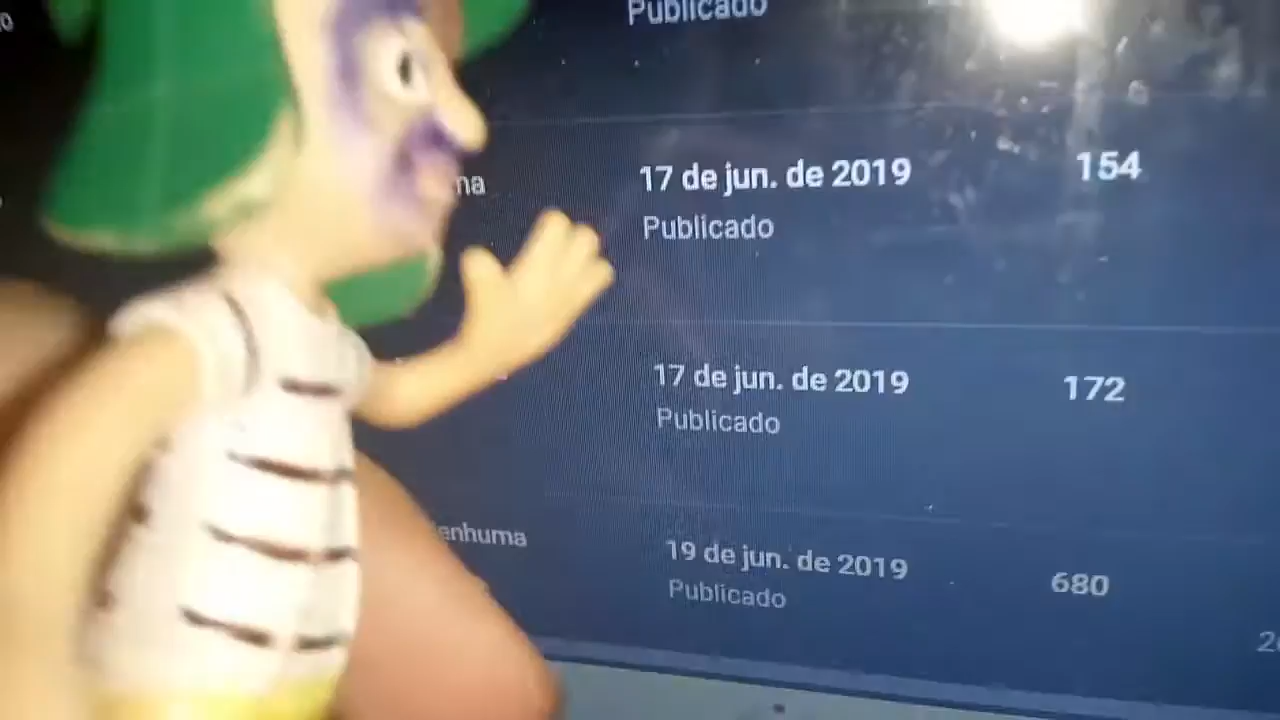 Publicado
17 de jun. de 2019 154
Publicado
17 de jun. de 2019 172
Publicado
enhuma 19 de jun. de 2019 680
Publicado